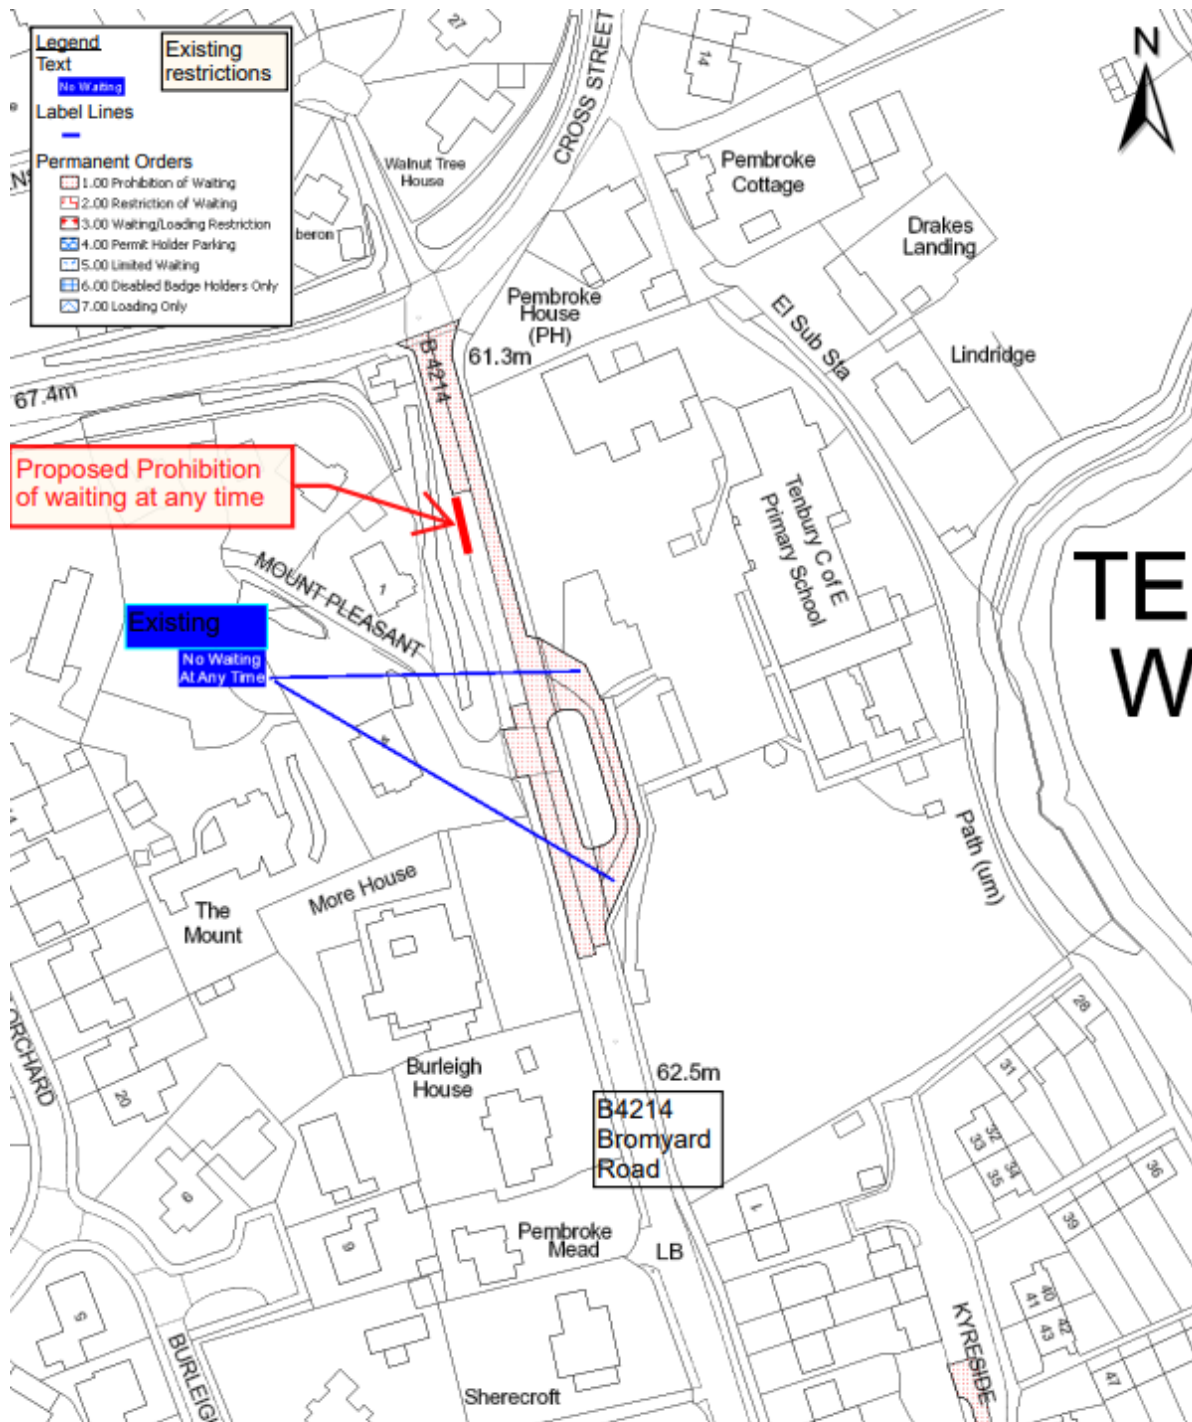 Legend
Text
No Waiting
Label Lines
Permanent Orders
1.00 Prohibition of Waiting
2.00 Restriction of Waiting
3.00 Waiting/Loading Restriction
4.00 Permit Holder Parking
5.00 Limited Waiting
6.00 Disabled Badge Holders Only
7.00 Loading Only
Existing
restrictions
27
14
N
CROSS STREET
Walnut Tree
House
beron
Pembroke
Cottage
Drakes
Landing
Pembroke
House
(PH)
61.3m
El Sub Sta
Lindridge
B 4214
67.4m
Proposed Prohibition
of waiting at any time
Tenbury C of E
Primary School
TE
W
MOUNT PLEASANT
1
Existing
No Waiting
At Any Time
Path (um)
More House
The
Mount
ORCHARD
20
Burleigh
House
62.5m
B4214
Bromyard
Road
28
31
32
33
34
35
36
39
6
9
1
Pembroke
Mead
LB
40
41
42
43
47
5
BURLEIG
KYRESIDE
Sherecroft